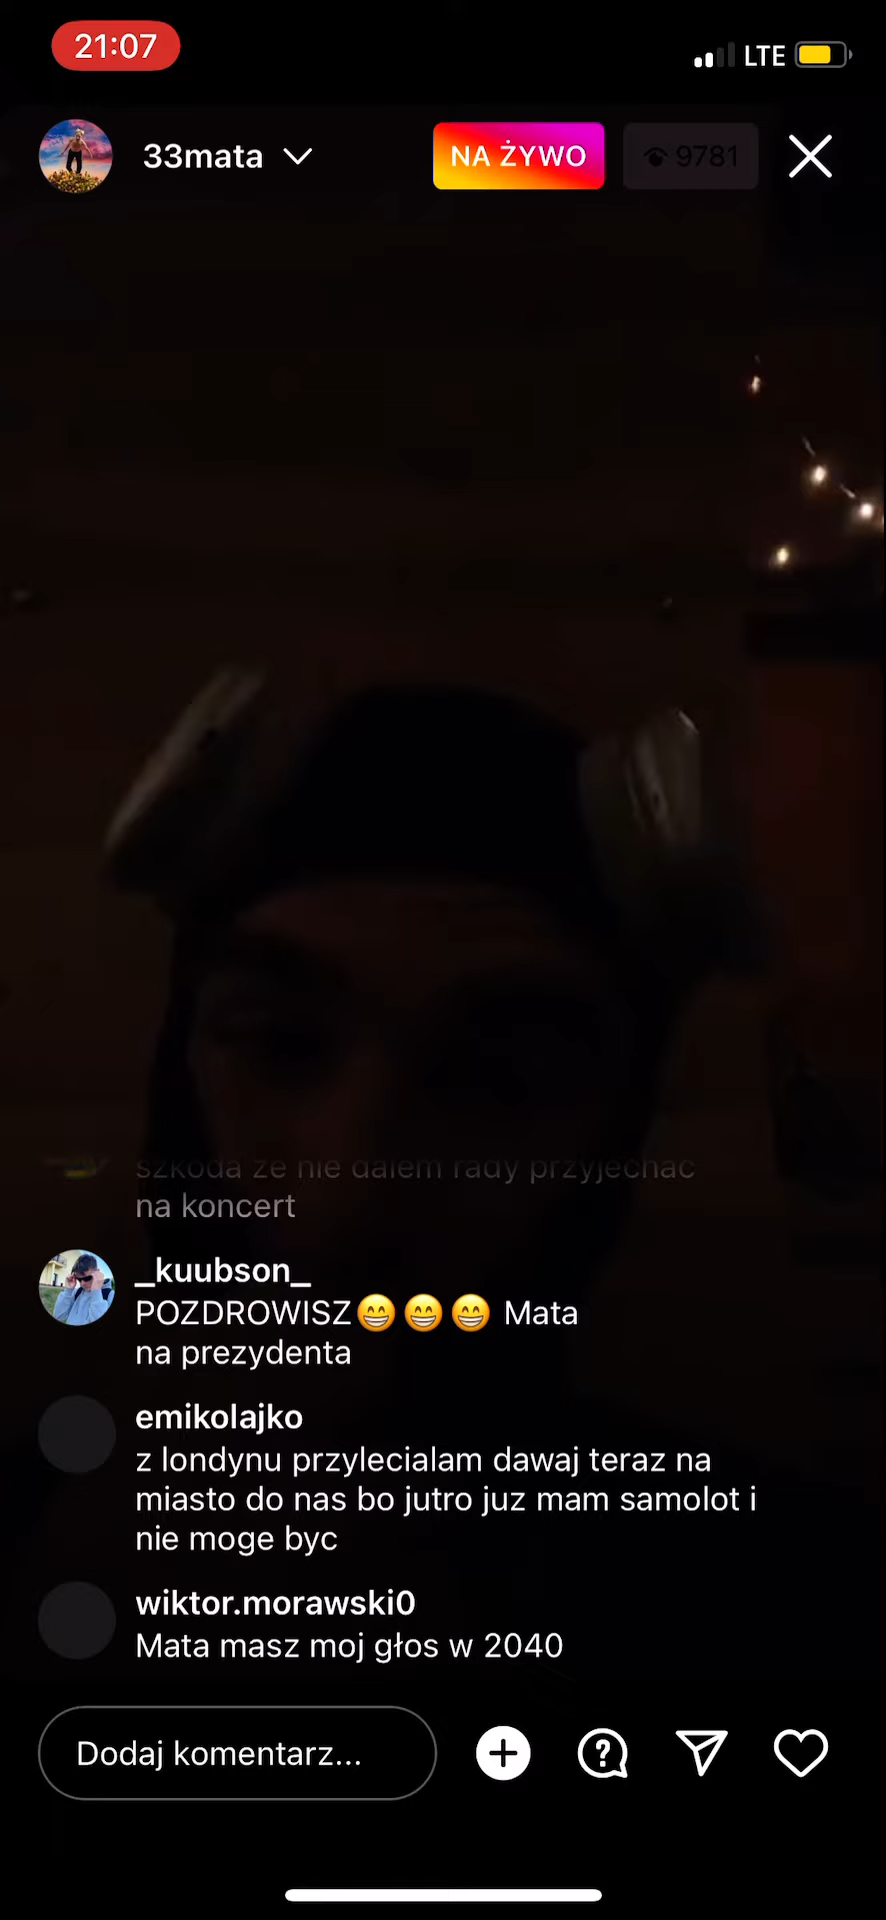 21:07
LTE
33mata
NA ŻYWO
9781
szkoda ze nie dalem rady przyjechac
na koncert
_kuubson_
POZDROWISZ😁😁😁 Mata
na prezydenta
emikolajko
z londynu przylecialam dawaj teraz na
miasto do nas bo jutro juz mam samolot i
nie moge byc
wiktor.morawski0
Mata masz moj głos w 2040
Dodaj komentarz...